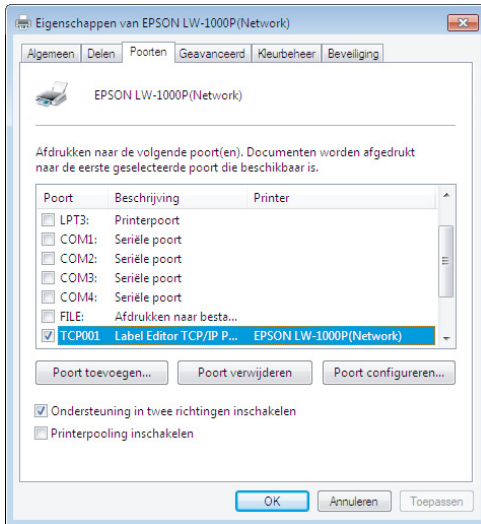 Eigenschappen van EPSON LW-1000P(Network)
Algemeen Delen Poorten Geavanceerd Kleurbeheer Beveiliging
EPSON LW-1000P(Network)
Afdrukken naar de volgende poort(en). Documenten worden afgedrukt
naar de eerste geselecteerde poort die beschikbaar is.
Poort Beschrijving Printer
LPT3: Printerpoort
COM1: Seriële poort
COM2: Seriële poort
COM3: Seriële poort
COM4: Seriële poort
FILE: Afdrukken naar besta...
TCP001 Label Editor TCP/IP P... EPSON LW-1000P(Network)
Poort toevoegen... Poort verwijderen Poort configureren...
Ondersteuning in twee richtingen inschakelen
Printerpooling inschakelen
OK Annuleren Toepassen